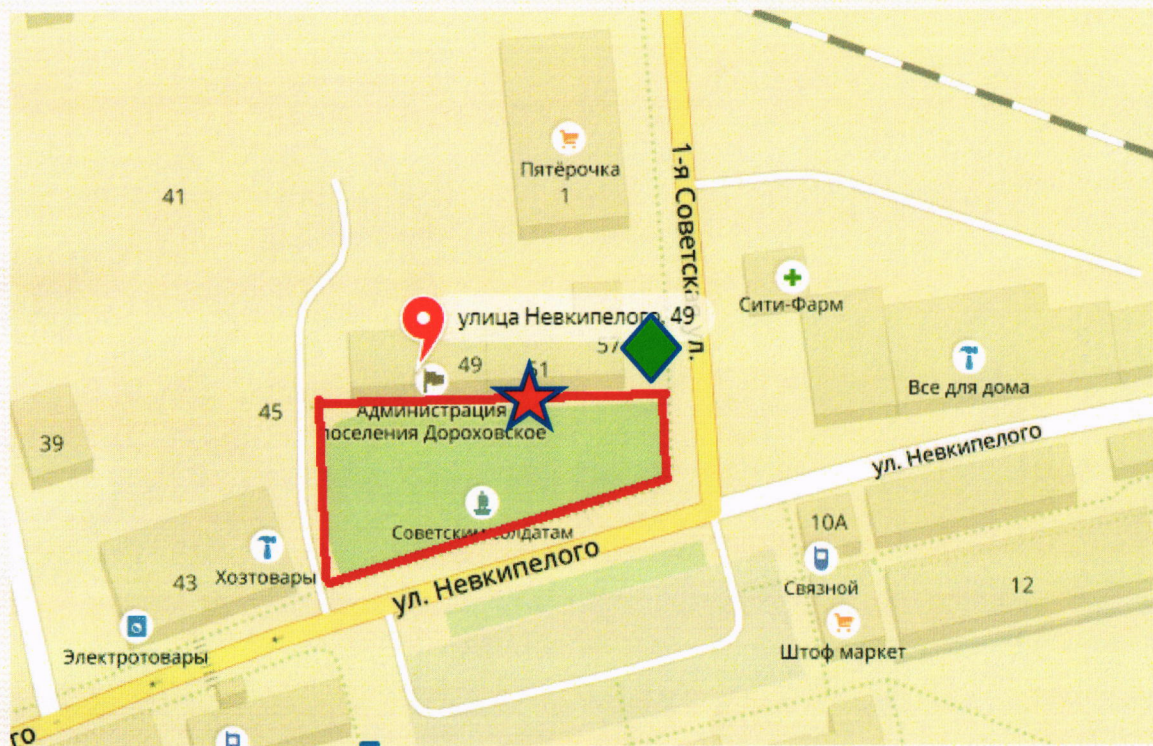 Пятёрочка
1
41
1-я Советская ул.
Сити-Фарм
улица Невкипелого, 49
57
49
51
Все для дома
45
Администрация
поселения Дороховское
39
ул. Невкипелого
Советским солдатам
10А
Хозтовары
43
ул. Невкипелого
Связной
12
Электротовары
Штоф маркет
го